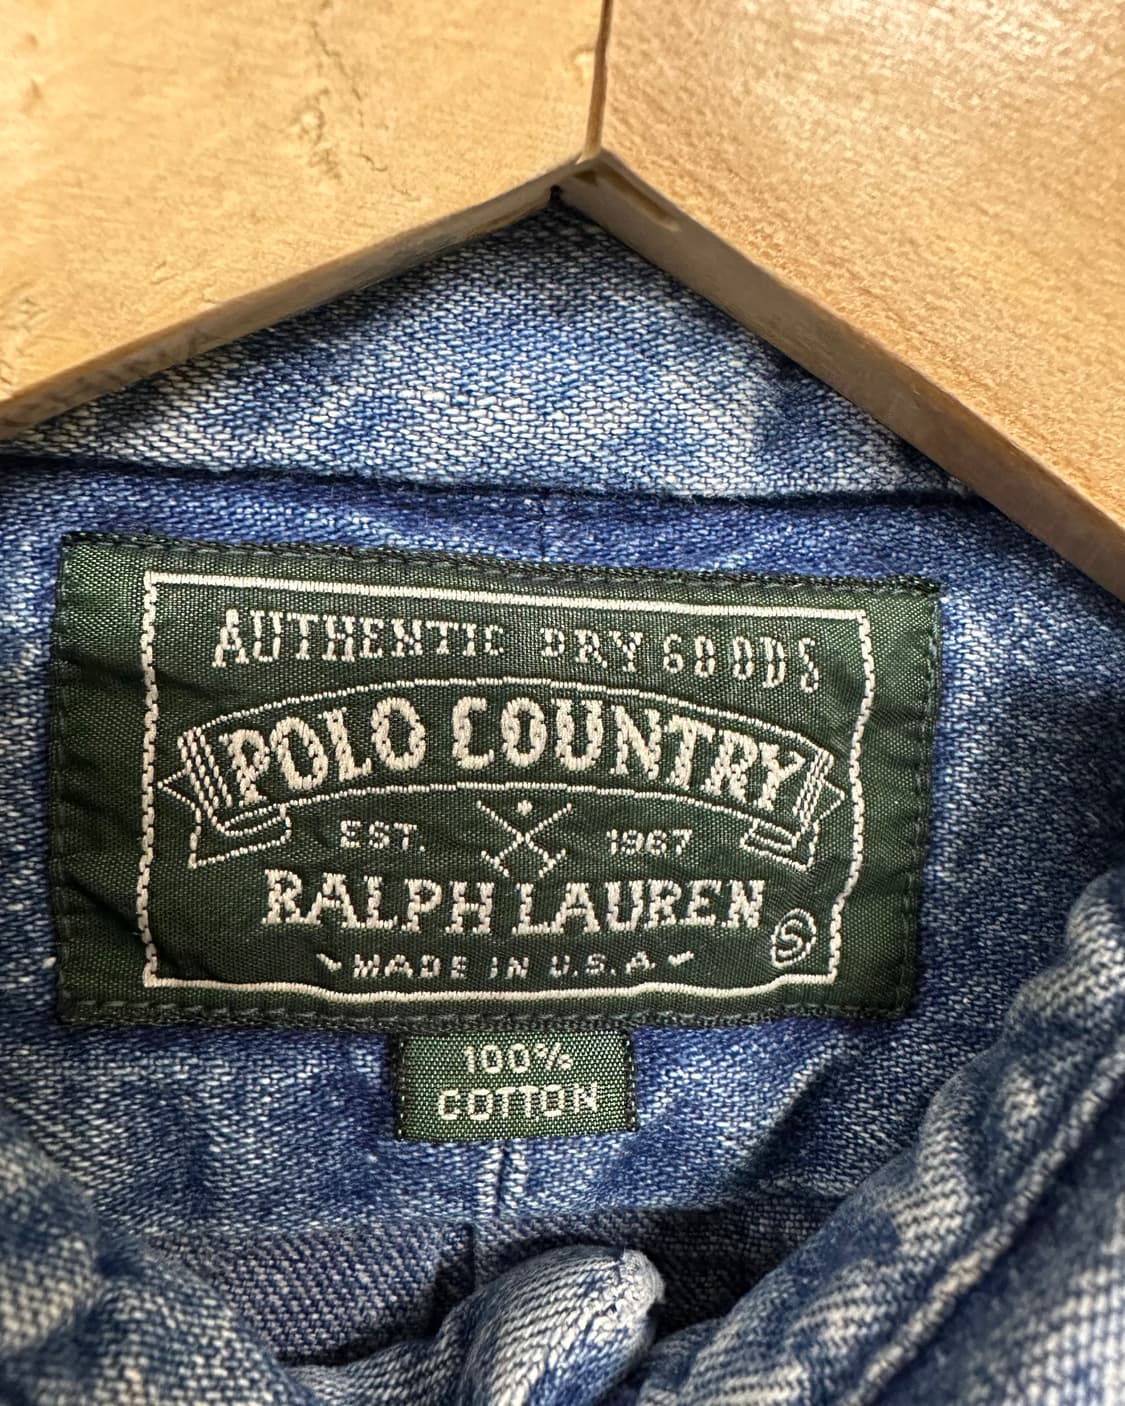 AUTHENTIC DRY GOODS
POLO COUNTRY
EST. 1967
RALPH LAUREN
S
MADE IN U.S.A
100%
COTTON